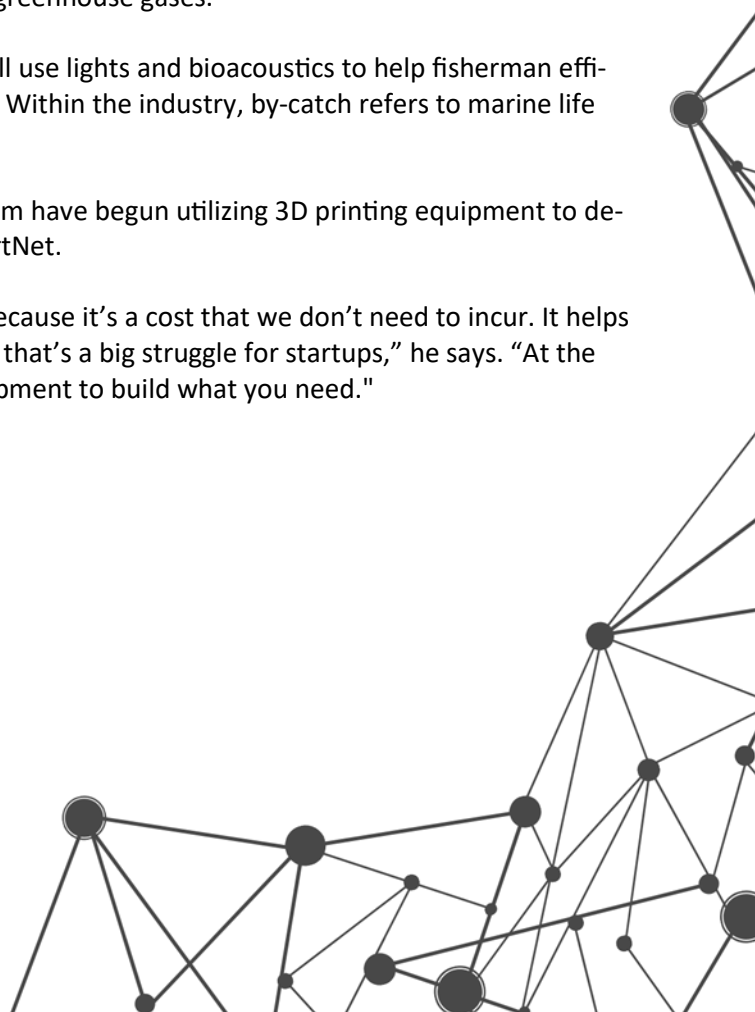 greenhouse gases.
ll use lights and bioacoustics to help fisherman effi-
Within the industry, by-catch refers to marine life
m have begun utilizing 3D printing equipment to de-
rtNet.
ecause it’s a cost that we don’t need to incur. It helps
that’s a big struggle for startups,” he says. “At the
pment to build what you need."